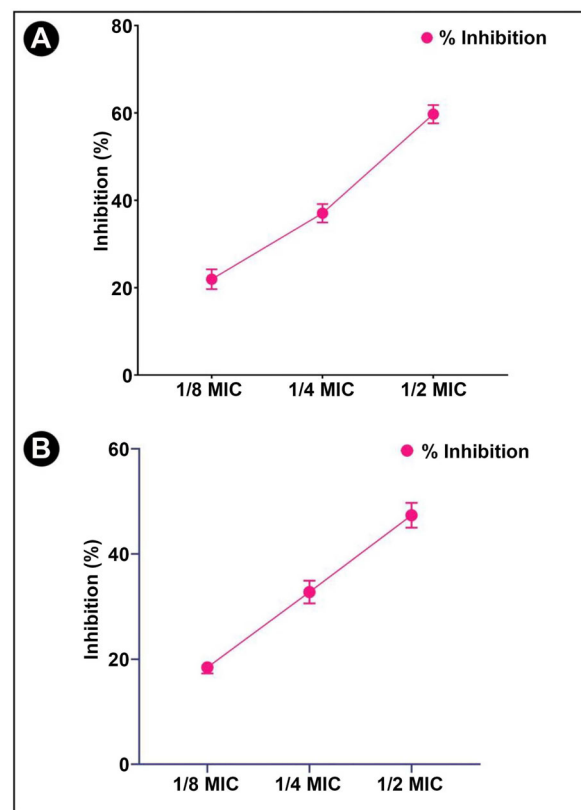 A
80
% Inhibition
60
40
20
0
Inhibition (%)
1/8 MIC 1/4 MIC 1/2 MIC
B
60
% Inhibition
40
20
0
Inhibition (%)
1/8 MIC 1/4 MIC 1/2 MIC